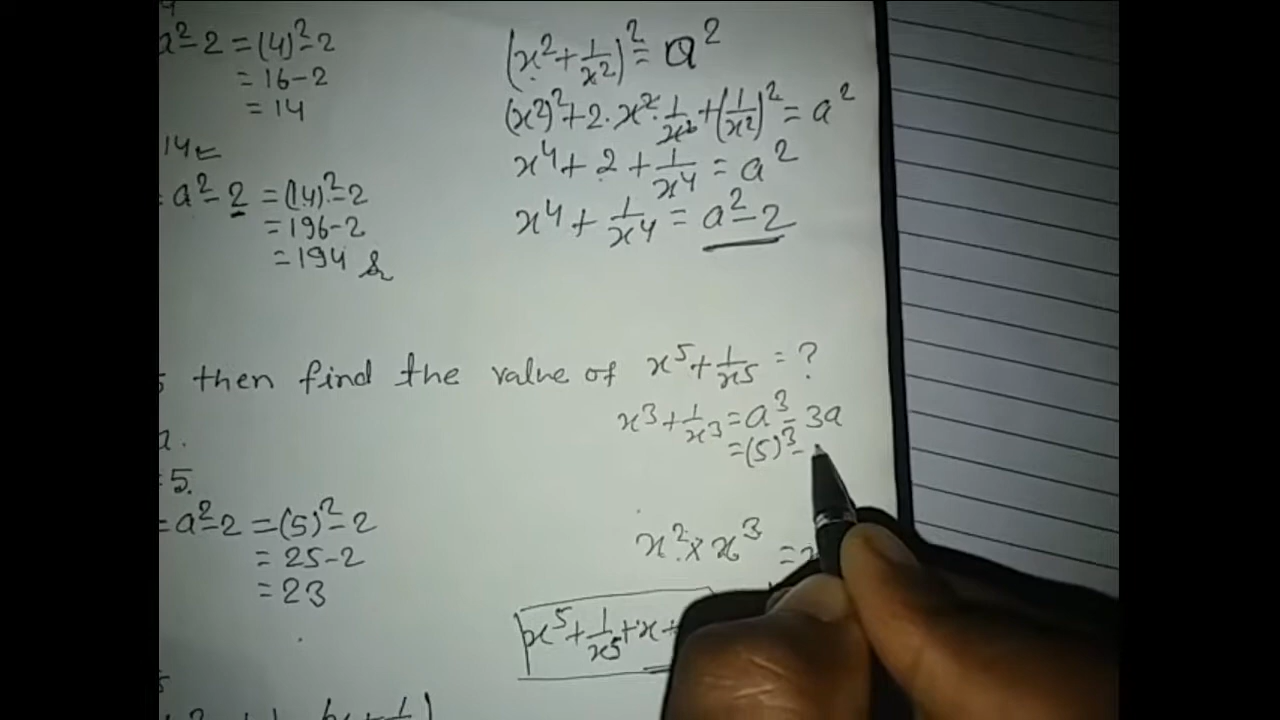 a² - 2 = (4)² - 2
= 16 - 2
= 14
14
= a² - 2 = (14)² - 2
= 196 - 2
= 194
(x² + 1/x²)² = a²
(x²)² + 2 · x² · 1/x² + (1/x²)² = a²
x⁴ + 2 + 1/x⁴ = a²
x⁴ + 1/x⁴ = a² - 2
then find the value of x⁵ + 1/x⁵ = ?
= 5.
= a² - 2 = (5)² - 2
= 25 - 2
= 23
x³ + 1/x³ = a³ - 3a
= (5)³ -
x² × x³ =
x⁵ + 1/x⁵ + x +